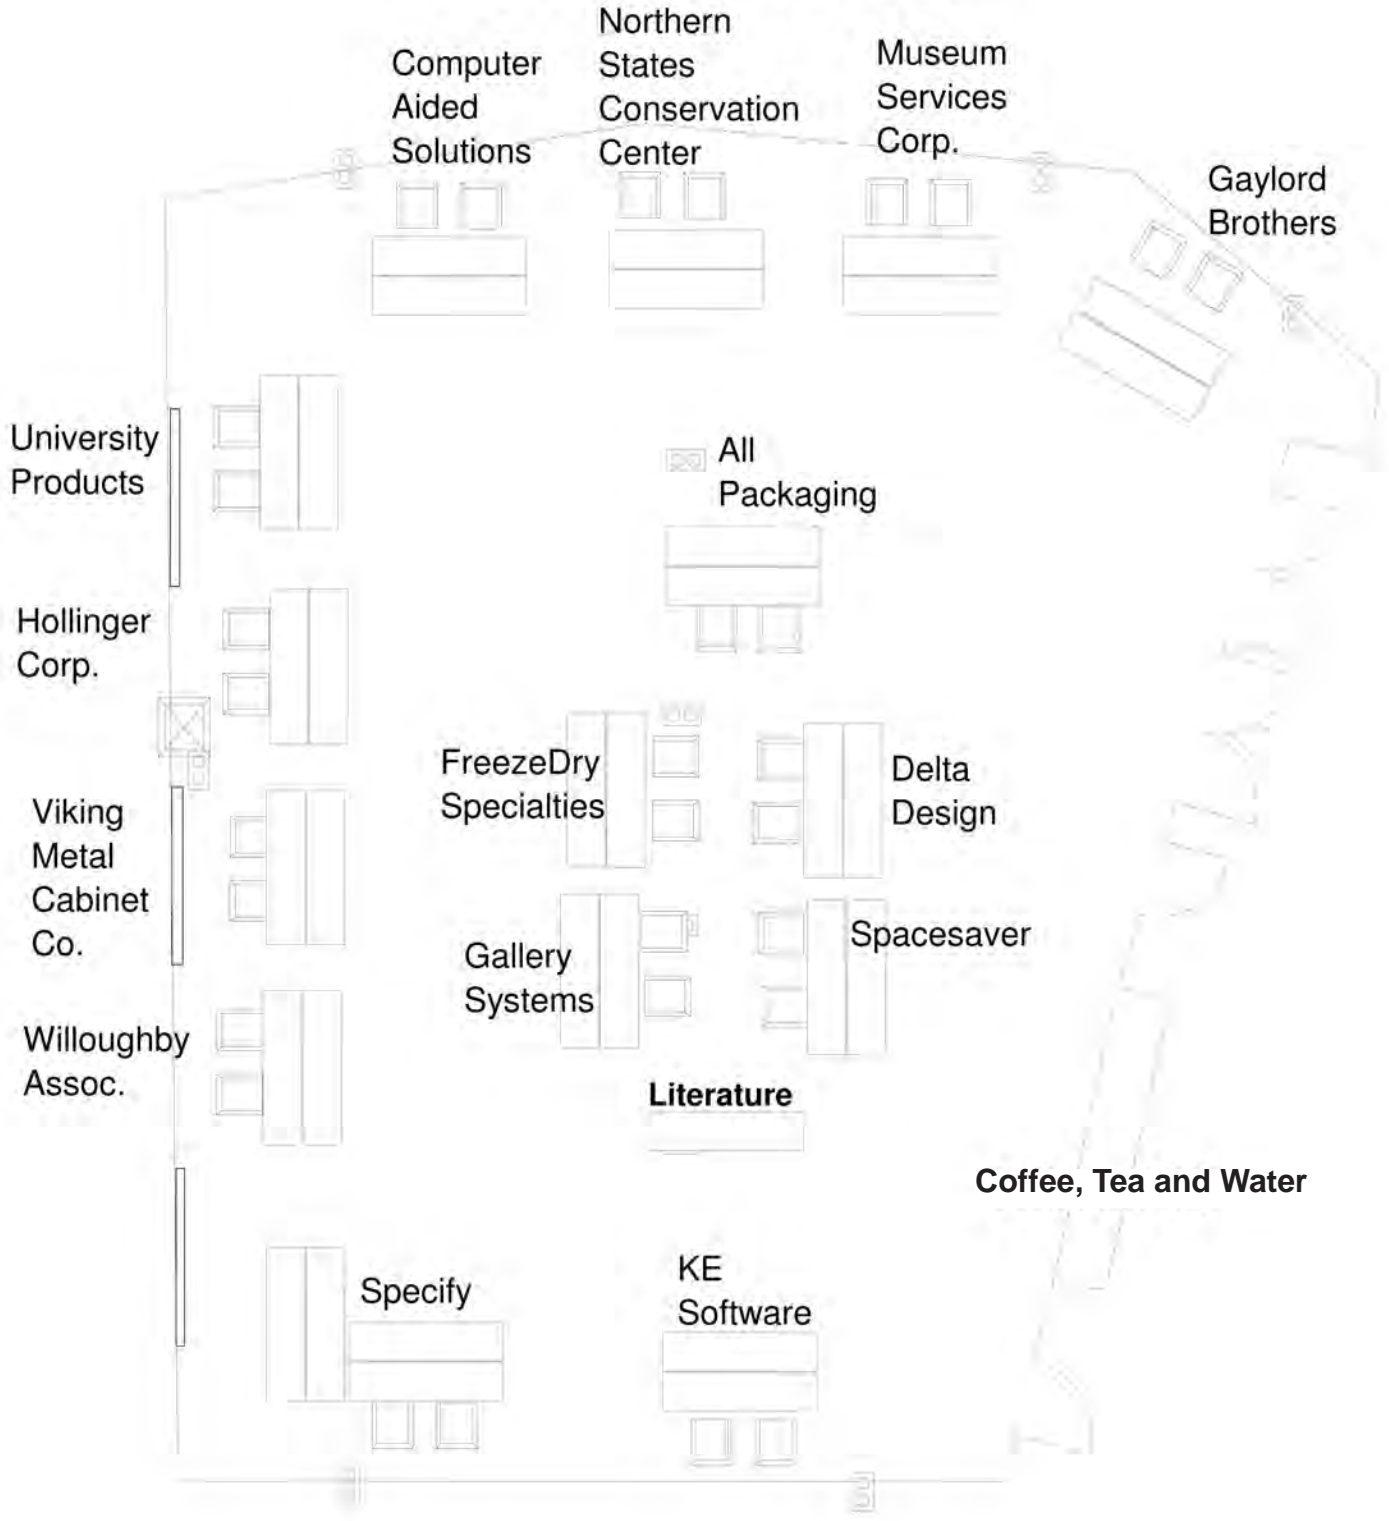 Computer
Aided
Solutions
Northern
States
Conservation
Center
Museum
Services
Corp.
Gaylord
Brothers
University
Products
All
Packaging
Hollinger
Corp.
FreezeDry
Specialties
Delta
Design
Viking
Metal
Cabinet
Co.
Gallery
Systems
Spacesaver
Willoughby
Assoc.
Literature
Coffee, Tea and Water
Specify
KE
Software